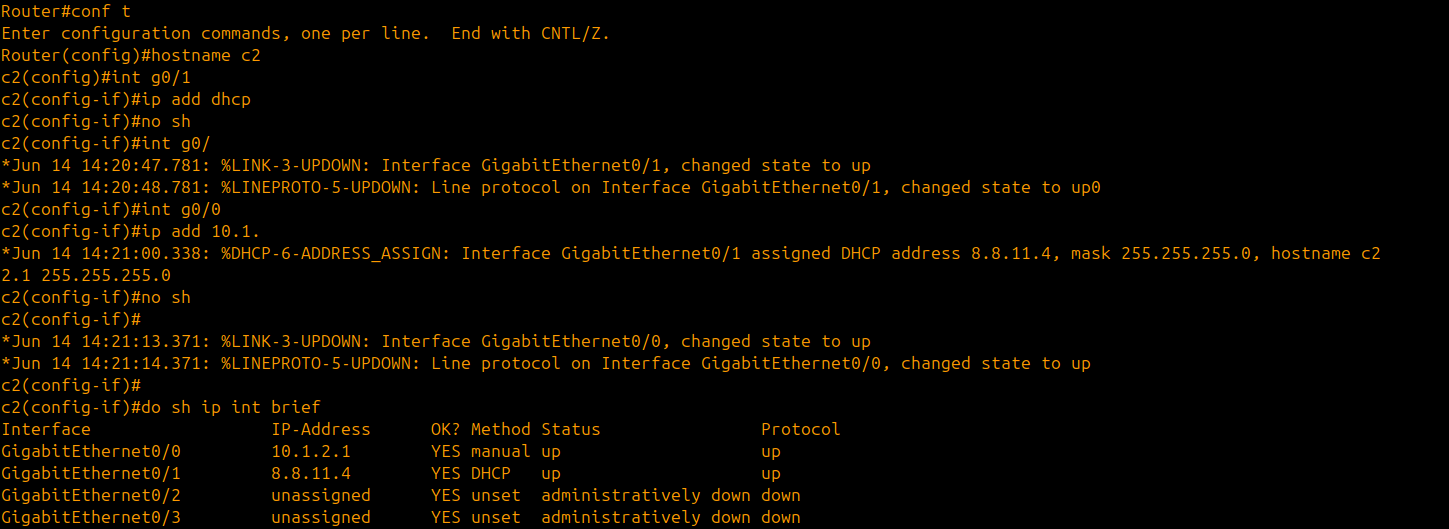 Router#conf t
Enter configuration commands, one per line.  End with CNTL/Z.
Router(config)#hostname c2
c2(config)#int g0/1
c2(config-if)#ip add dhcp
c2(config-if)#no sh
c2(config-if)#int g0/
*Jun 14 14:20:47.781: %LINK-3-UPDOWN: Interface GigabitEthernet0/1, changed state to up
*Jun 14 14:20:48.781: %LINEPROTO-5-UPDOWN: Line protocol on Interface GigabitEthernet0/1, changed state to up0
c2(config-if)#int g0/0
c2(config-if)#ip add 10.1.
*Jun 14 14:21:00.338: %DHCP-6-ADDRESS_ASSIGN: Interface GigabitEthernet0/1 assigned DHCP address 8.8.11.4, mask 255.255.255.0, hostname c2
2.1 255.255.255.0
c2(config-if)#no sh
c2(config-if)#
*Jun 14 14:21:13.371: %LINK-3-UPDOWN: Interface GigabitEthernet0/0, changed state to up
*Jun 14 14:21:14.371: %LINEPROTO-5-UPDOWN: Line protocol on Interface GigabitEthernet0/0, changed state to up
c2(config-if)#
c2(config-if)#do sh ip int brief
Interface                  IP-Address      OK? Method Status                Protocol
GigabitEthernet0/0         10.1.2.1        YES manual up                    up
GigabitEthernet0/1         8.8.11.4        YES DHCP   up                    up
GigabitEthernet0/2         unassigned      YES unset  administratively down down
GigabitEthernet0/3         unassigned      YES unset  administratively down down